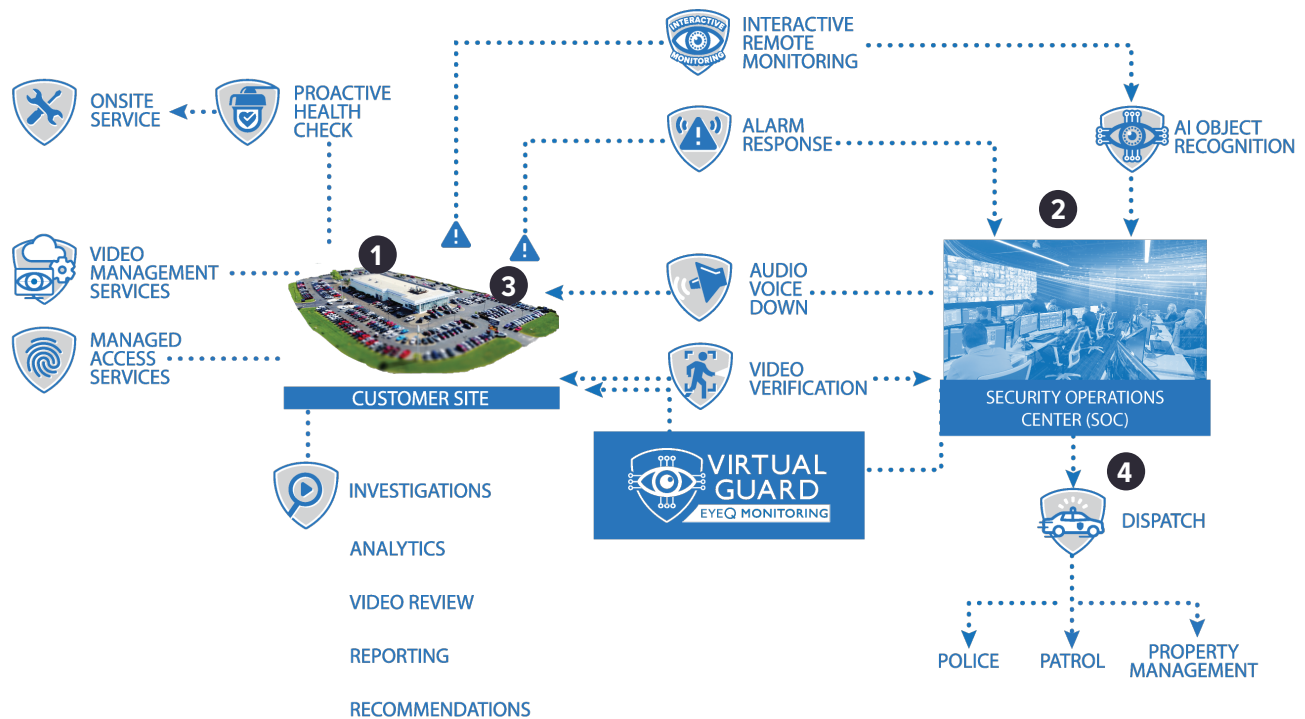 INTERACTIVE
MONITORING
INTERACTIVE
REMOTE
MONITORING
ONSITE
SERVICE
PROACTIVE
HEALTH
CHECK
ALARM
RESPONSE
AI OBJECT
RECOGNITION
1
2
3
VIDEO
MANAGEMENT
SERVICES
AUDIO
VOICE
DOWN
MANAGED
ACCESS
SERVICES
VIDEO
VERIFICATION
CUSTOMER SITE
SECURITY OPERATIONS
CENTER (SOC)
VIRTUAL
GUARD
EYEQ MONITORING
4
INVESTIGATIONS
DISPATCH
ANALYTICS
VIDEO REVIEW
REPORTING
RECOMMENDATIONS
POLICE
PATROL
PROPERTY
MANAGEMENT